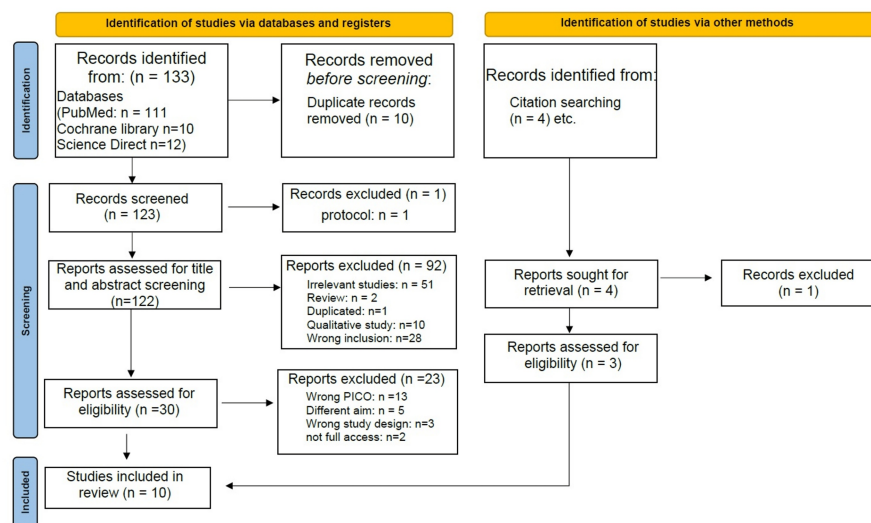 Identification of studies via databases and registers
Identification of studies via other methods
Identification
Records identified
from: (n = 133)
Databases
(PubMed: n = 111
Cochrane library n=10
Science Direct n=12)
Records removed
before screening:
Duplicate records
removed (n = 10)
Records identified from:
Citation searching
(n = 4) etc.
Screening
Records screened
(n = 123)
Records excluded (n = 1)
protocol: n = 1
Reports assessed for title
and abstract screening
(n=122)
Reports excluded (n = 92)
Irrelevant studies: n = 51
Review: n = 2
Duplicated: n=1
Qualitative study: n=10
Wrong inclusion: n=28
Reports sought for
retrieval (n = 4)
Records excluded
(n = 1)
Reports assessed for
eligibility (n =30)
Reports excluded (n =23)
Wrong PICO: n =13
Different aim: n = 5
Wrong study design: n=3
not full access: n=2
Reports assessed for
eligibility (n = 3)
Included
Studies included in
review (n = 10)